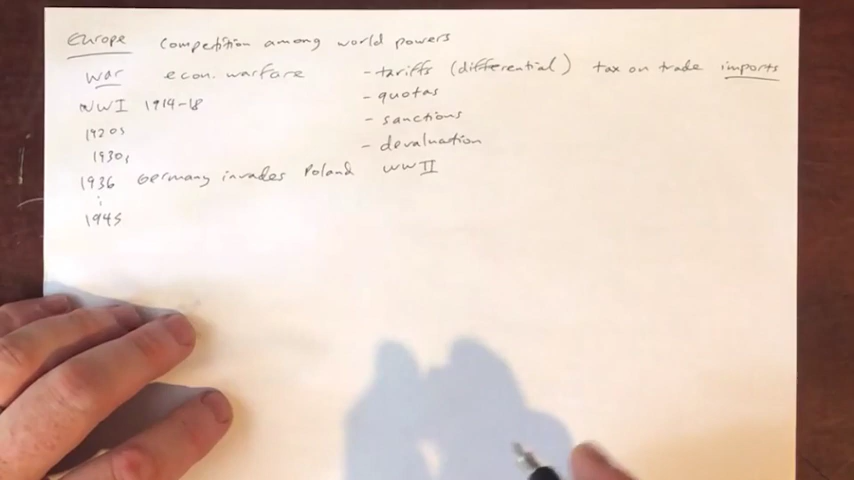 Europe competition among world powers
war econ. warfare - tariffs (differential) tax on trade imports
WWI 1914-18 - quotas
1920s - sanctions
1930s - devaluation
1936 Germany invades Poland WWII
1945